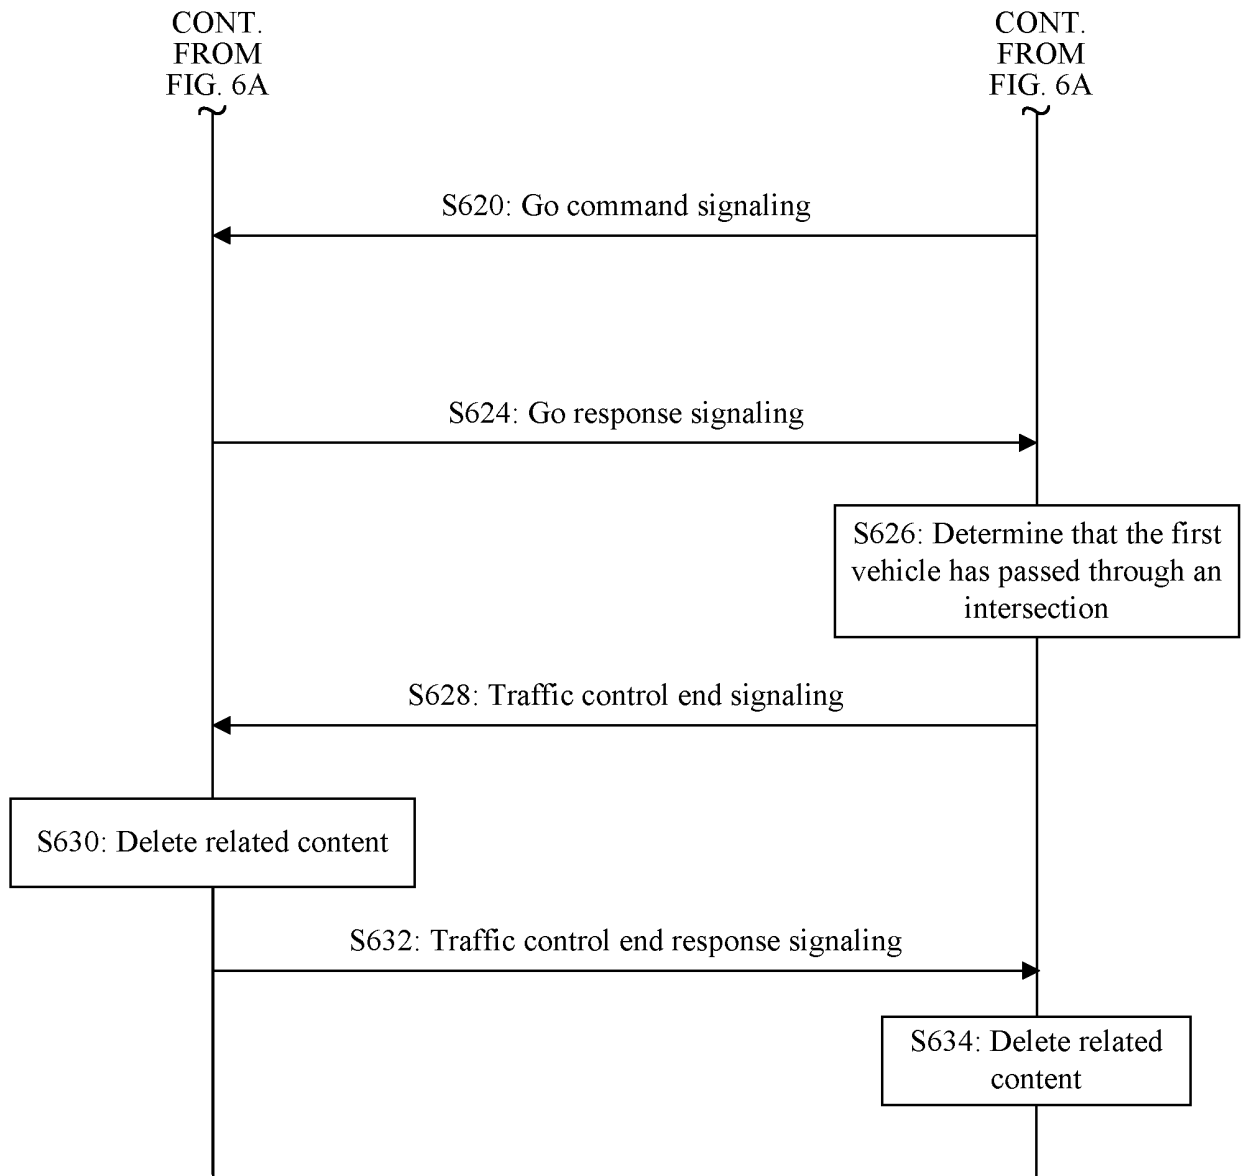 CONT.
FROM
FIG. 6A
CONT.
FROM
FIG. 6A
S620: Go command signaling
S624: Go response signaling
S626: Determine that the first
vehicle has passed through an
intersection
S628: Traffic control end signaling
S630: Delete related content
S632: Traffic control end response signaling
S634: Delete related
content